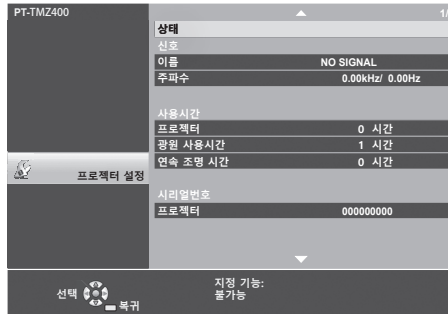 PT-TMZ400
1/
상태
신호
이름 NO SIGNAL
주파수 0.00kHz/ 0.00Hz
사용시간
프로젝터 0 시간
광원 사용시간 1 시간
연속 조명 시간 0 시간
프로젝터 설정
시리얼번호
프로젝터 000000000
선택
복귀
지정 기능:
불가능